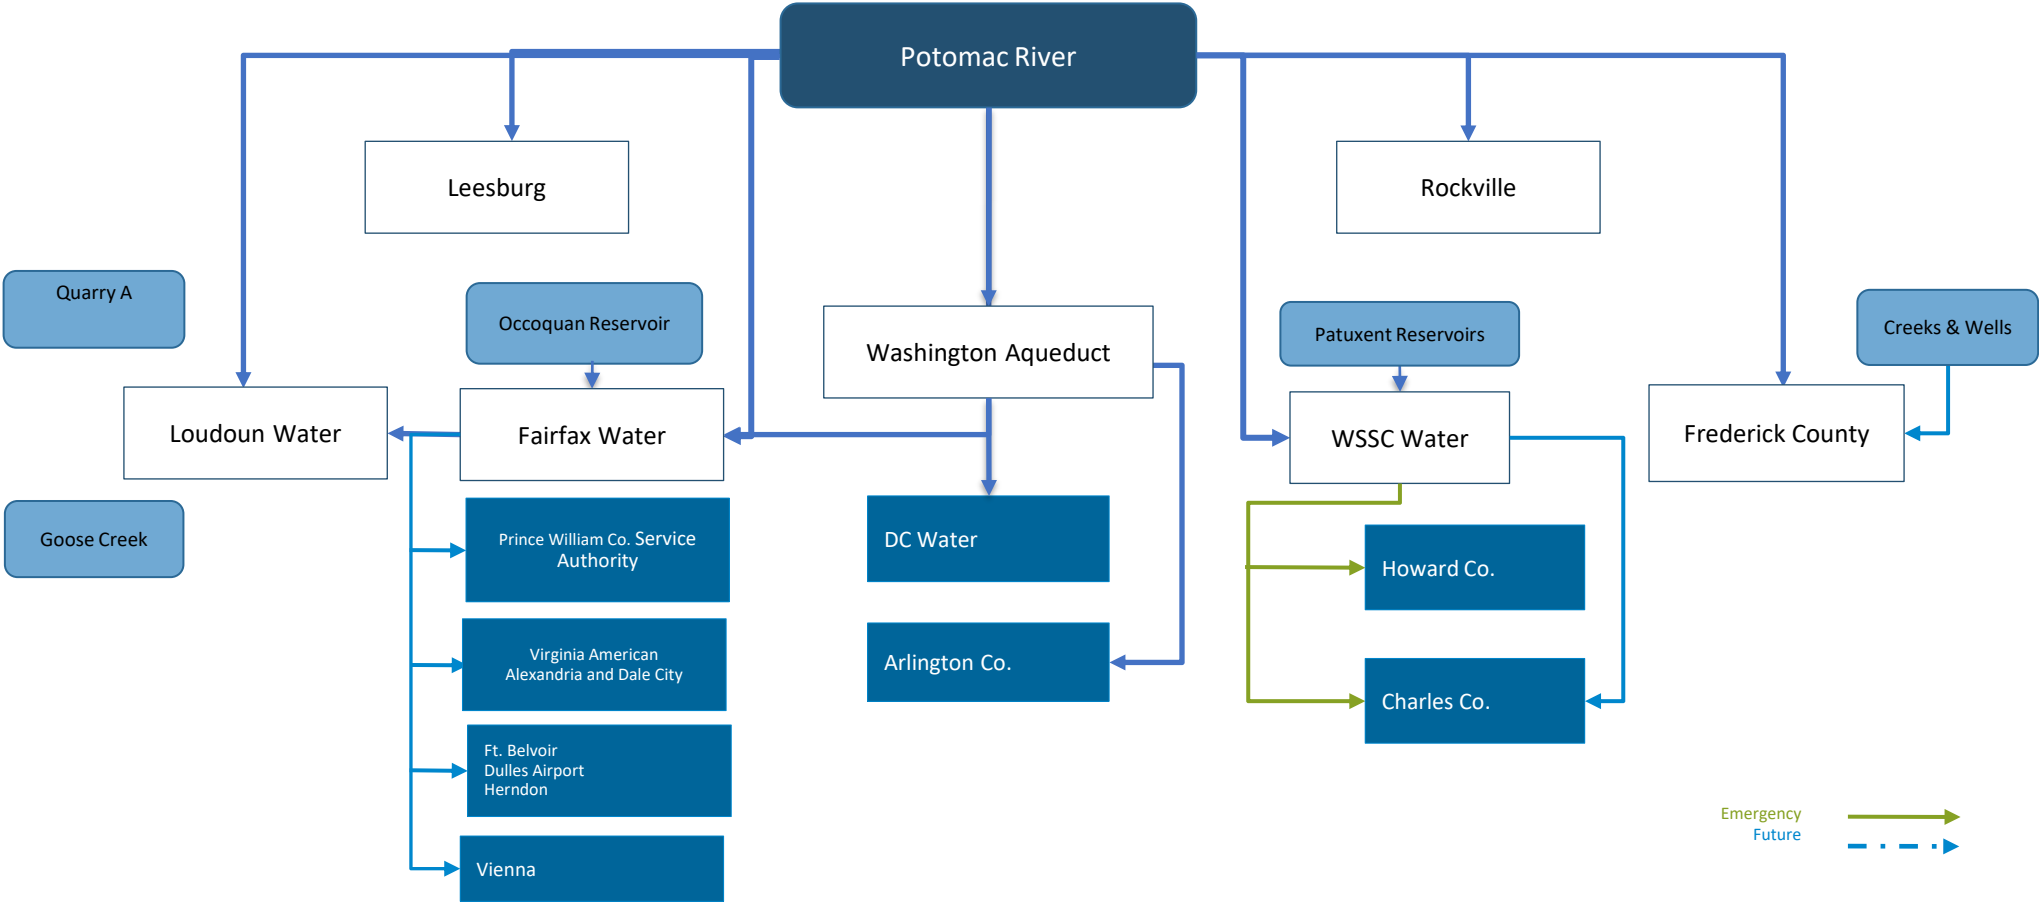 Potomac River
Leesburg
Rockville
Quarry A
Occoquan Reservoir
Washington Aqueduct
Patuxent Reservoirs
Creeks & Wells
Loudoun Water
Fairfax Water
WSSC Water
Frederick County
Goose Creek
Prince William Co. Service
Authority
DC Water
Howard Co.
Virginia American
Alexandria and Dale City
Arlington Co.
Charles Co.
Ft. Belvoir
Dulles Airport
Herndon
Vienna
Emergency
Future